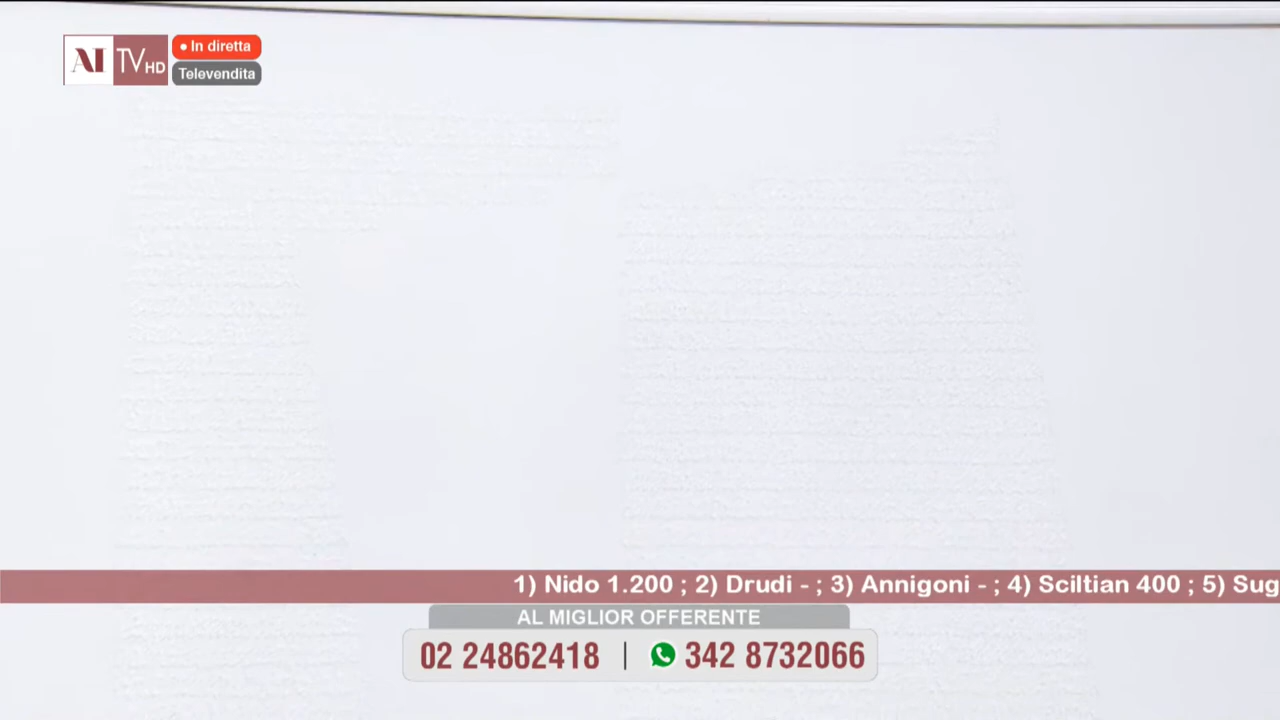 AI TV HD
• In diretta
Televendita
1) Nido 1.200 ; 2) Drudi - ; 3) Annigoni - ; 4) Sciltian 400 ; 5) Sug
AL MIGLIOR OFFERENTE
02 24862418 | 342 8732066